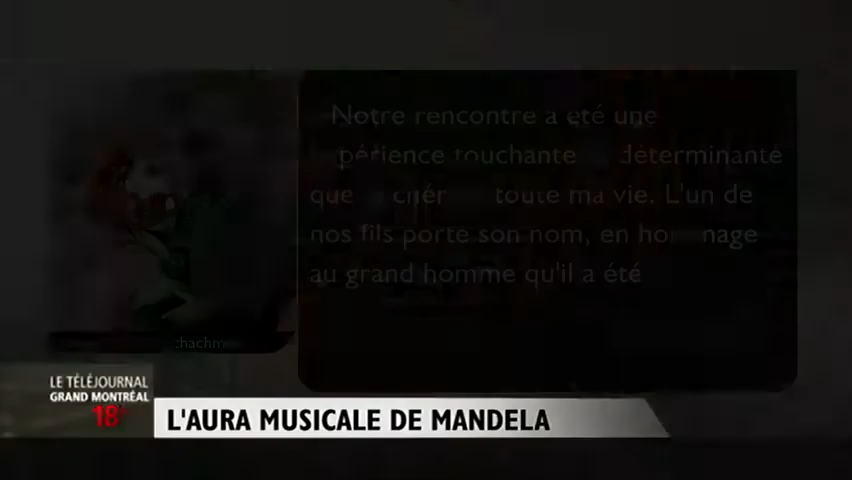 Notre rencontre a été une
touchante déterminante
que toute ma vie. L'un de
nos fils porte son nom, en
au grand homme qu'il a été
LE TÉLÉJOURNAL
GRAND MONTRÉAL
18
L'AURA MUSICALE DE MANDELA